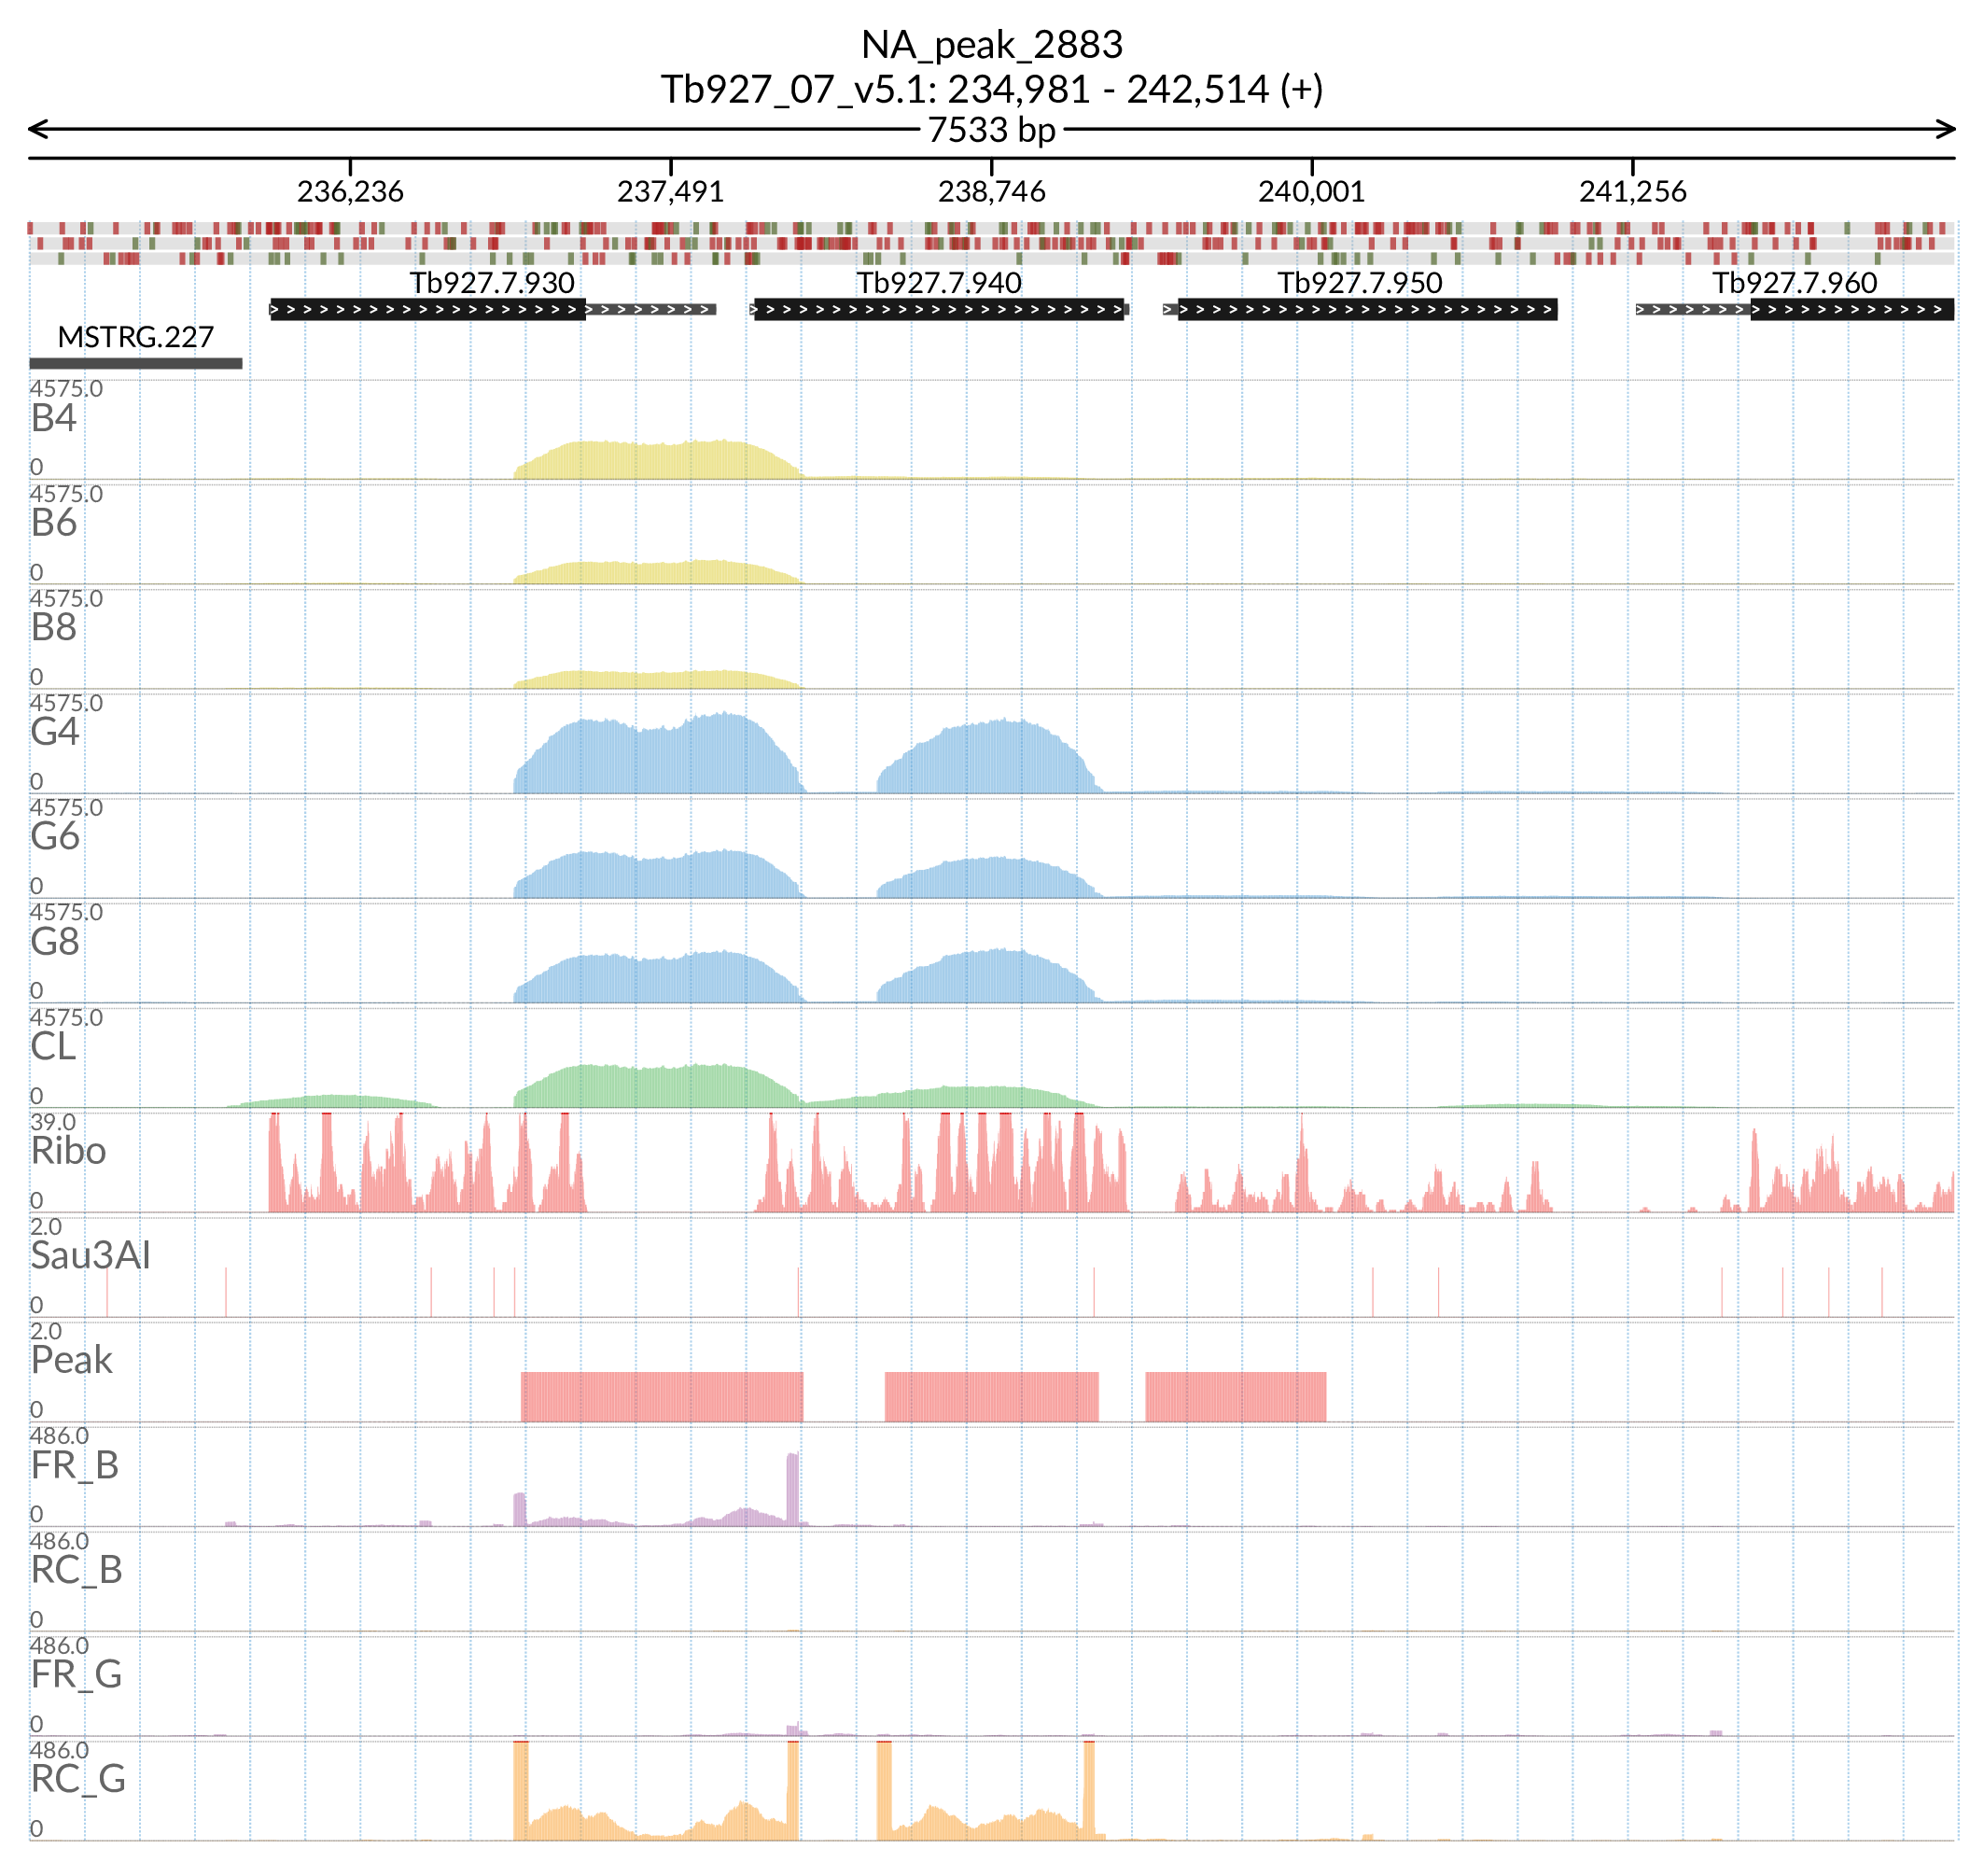 NA_peak_2883
Tb927_07_v5.1: 234,981 - 242,514 (+)
7533 bp
236,236 237,491 238,746 240,001 241,256
Tb927.7.930 Tb927.7.940 Tb927.7.950 Tb927.7.960
MSTRG.227
4575.0
B4
0
4575.0
B6
0
4575.0
B8
0
4575.0
G4
0
4575.0
G6
0
4575.0
G8
0
4575.0
CL
0
39.0
Ribo
0
2.0
Sau3AI
0
2.0
Peak
0
486.0
FR_B
0
486.0
RC_B
0
486.0
FR_G
0
486.0
RC_G
0